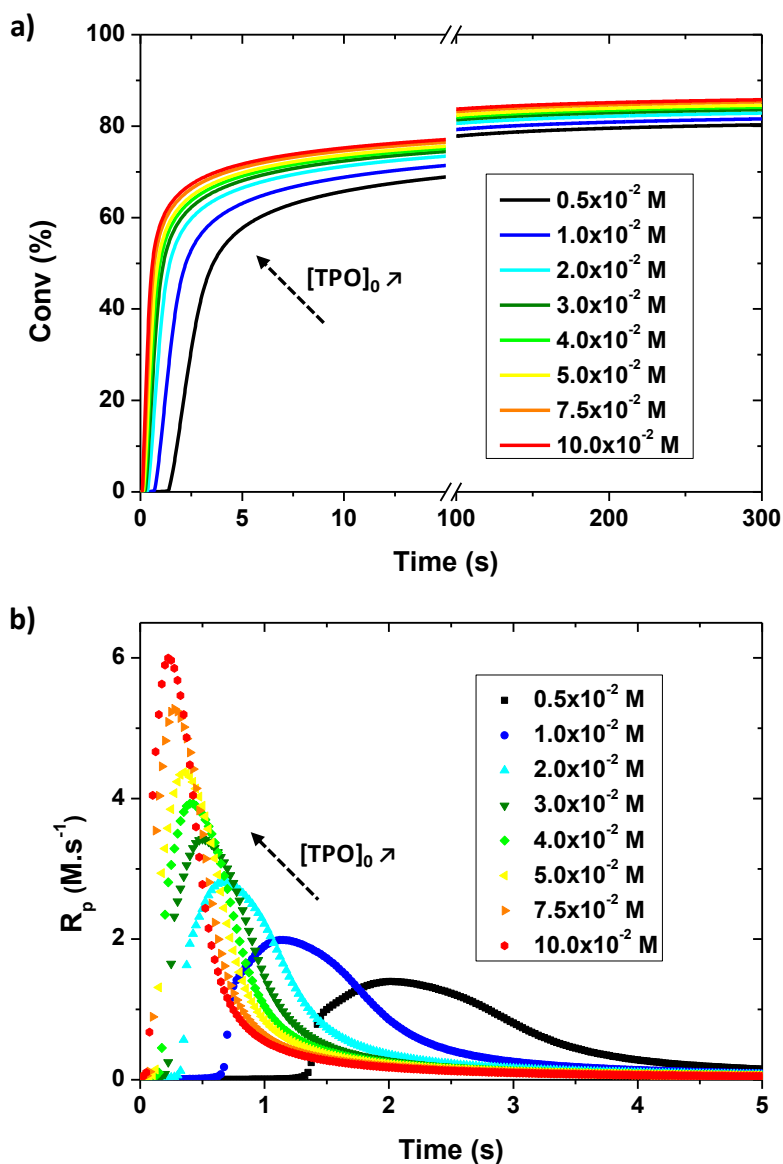 a)
100
80
60
40
20
0
Conv (%)
0.5x10⁻² M
1.0x10⁻² M
2.0x10⁻² M
3.0x10⁻² M
4.0x10⁻² M
5.0x10⁻² M
7.5x10⁻² M
10.0x10⁻² M
[TPO]₀ ↗
0 5 10 100 200 300
Time (s)
b)
6
4
2
0
Rₚ (M.s⁻¹)
0.5x10⁻² M
1.0x10⁻² M
2.0x10⁻² M
3.0x10⁻² M
4.0x10⁻² M
5.0x10⁻² M
7.5x10⁻² M
10.0x10⁻² M
[TPO]₀ ↗
0 1 2 3 4 5
Time (s)